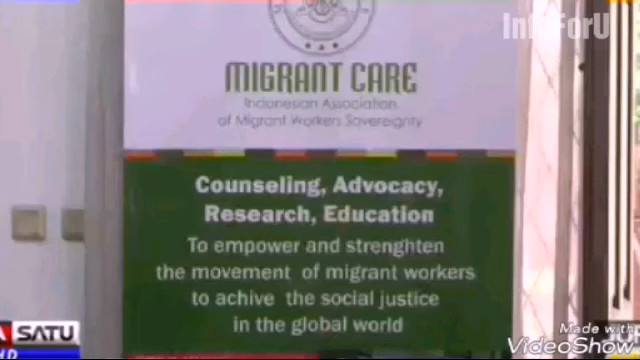 InfoForU
MIGRANT CARE
Indonesian Association
of Migrant Workers Sovereignty
Counseling, Advocacy,
Research, Education
To empower and strenghten
the movement of migrant workers
to achive the social justice
in the global world
SATU
Made with
VideoShow